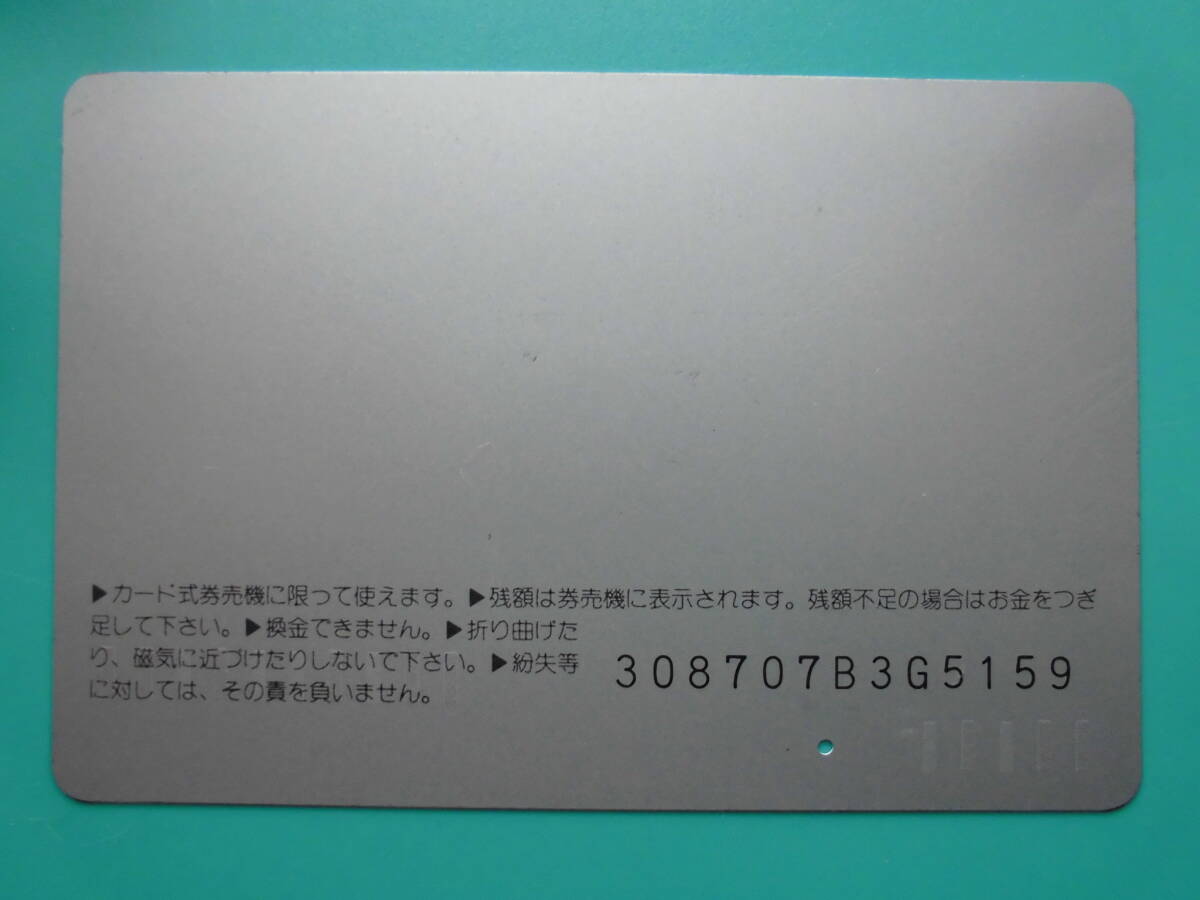 ▶カード式券売機に限って使えます。▶残額は券売機に表示されます。残額不足の場合はお金をつぎ
足して下さい。▶換金できません。▶折り曲げた
り、磁気に近づけたりしないで下さい。▶紛失等
に対しては、その責を負いません。
308707B3G5159